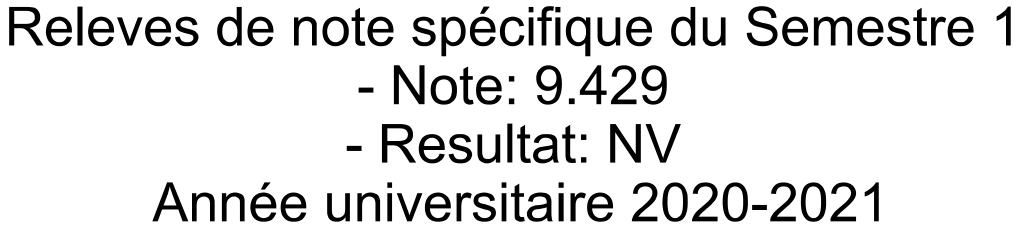 Releves de note spécifique du Semestre 1
- Note: 9.429
- Resultat: NV
Année universitaire 2020-2021